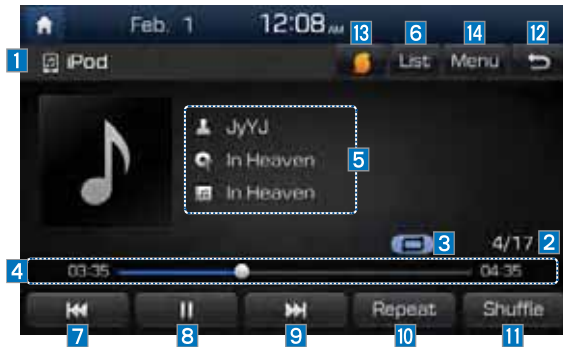 Feb. 1 12:08 AM
13 6 14 12
1 iPod List Menu
JyYJ
In Heaven 5
In Heaven
3 4/17 2
4 03:35 04:35
Repeat Shuffle
7 8 9 10 11